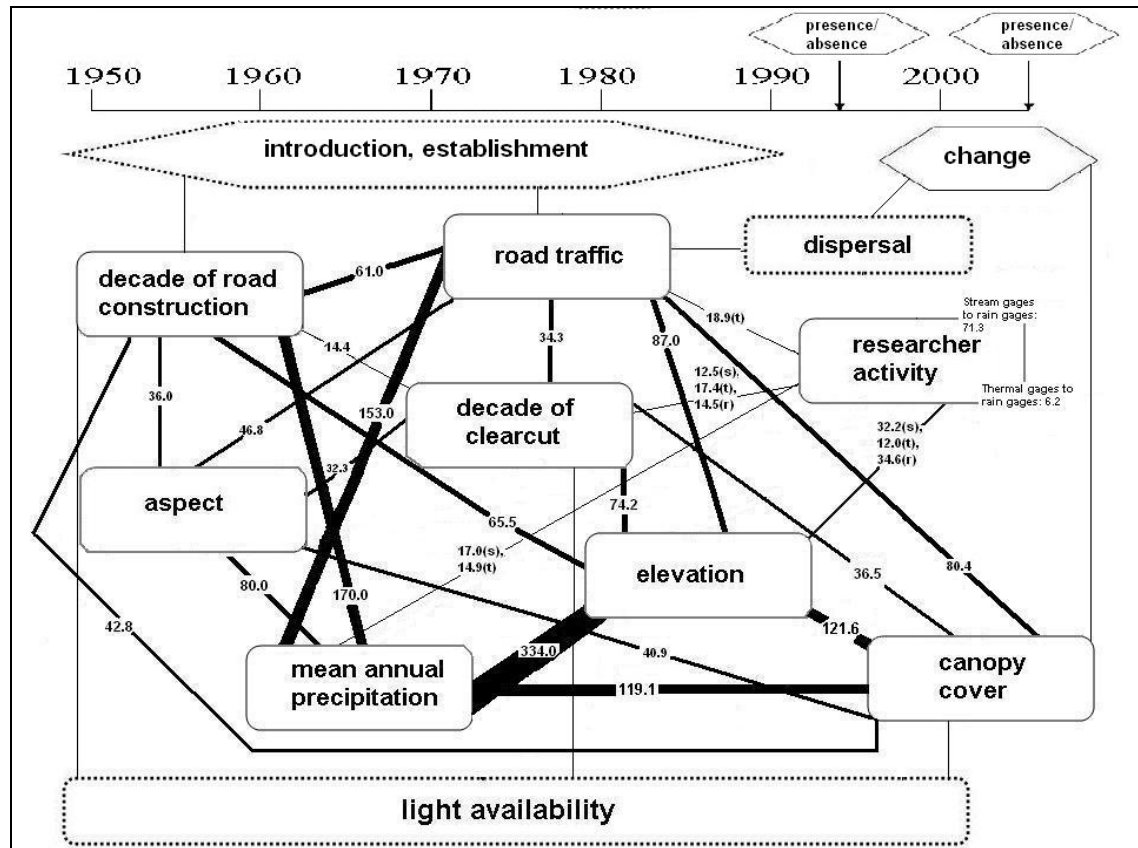 presence/
absence
presence/
absence
1950
1960
1970
1980
1990
2000
introduction, establishment
change
road traffic
dispersal
decade of road
construction
61.0
18.9(t)
Stream gages
to rain gages:
71.3
researcher
activity
14.4
34.3
87.0
12.5(s),
17.4(t),
14.5(r)
Thermal gages to
rain gages: 6.2
36.0
153.0
decade of
clearcut
46.8
32.2(s),
12.0(t),
34.6(r)
32.3
aspect
74.2
65.5
17.0(s),
14.9(t)
elevation
36.5
80.4
80.0
170.0
42.8
121.6
334.0
40.9
mean annual
precipitation
119.1
canopy
cover
light availability